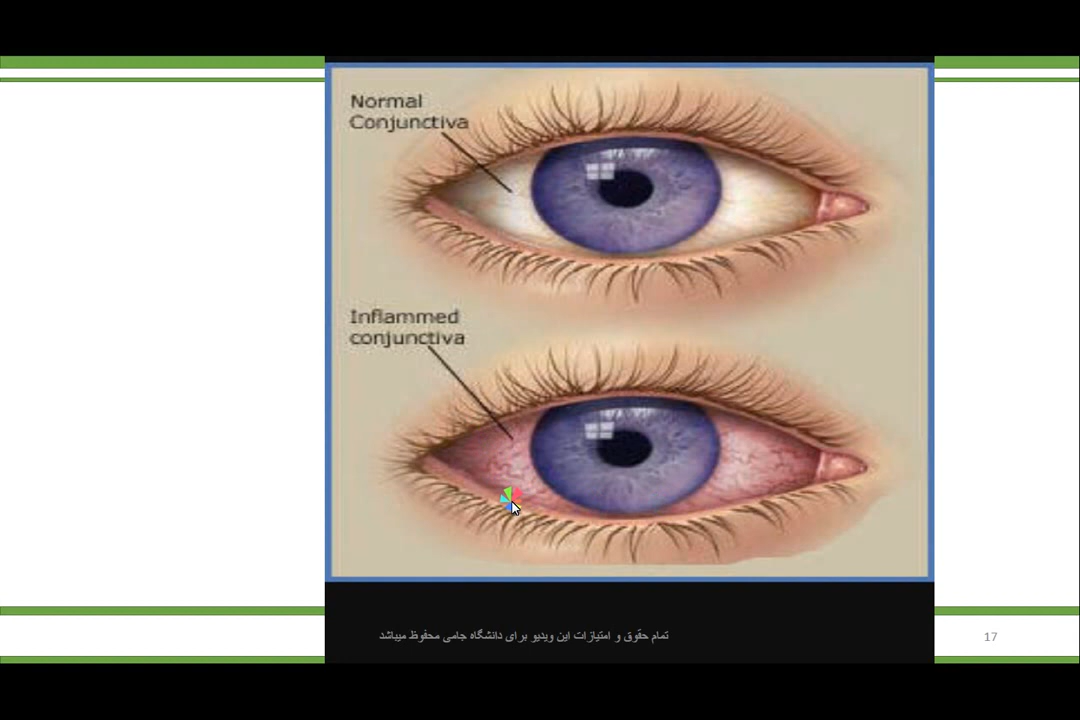 Normal
Conjunctiva
Inflammed
conjunctiva
تمام حقوق و امتیازات این ویدیو برای دانشگاه جامی محفوظ میباشد
17